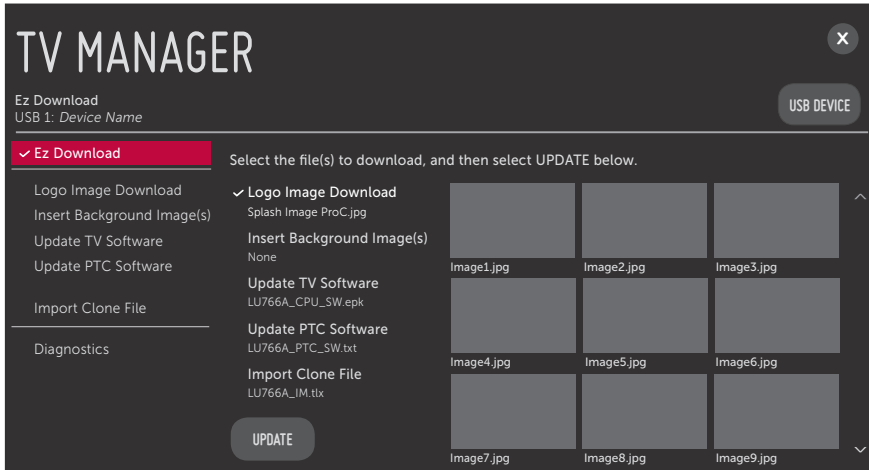 TV MANAGER
X
Ez Download
USB 1: Device Name
USB DEVICE
Ez Download
Logo Image Download
Insert Background Image(s)
Update TV Software
Update PTC Software
Import Clone File
Diagnostics
Select the file(s) to download, and then select UPDATE below.
Logo Image Download
Splash Image ProC.jpg
Insert Background Image(s)
None
Update TV Software
LU766A_CPU_SW.epk
Update PTC Software
LU766A_PTC_SW.txt
Import Clone File
LU766A_IM.tlx
UPDATE
Image1.jpg
Image2.jpg
Image3.jpg
Image4.jpg
Image5.jpg
Image6.jpg
Image7.jpg
Image8.jpg
Image9.jpg